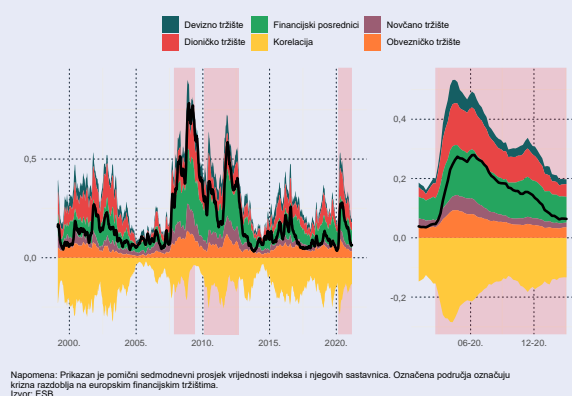 Devizno tržište Financijski posrednici Novčano tržište
Dioničko tržište Korelacija Obvezničko tržište
0,5
0,0
2000. 2005. 2010. 2015. 2020.
0,4
0,2
0,0
-0,2
06-20. 12-20.
Napomena: Prikazan je pomični sedmodnevni prosjek vrijednosti indeksa i njegovih sastavnica. Označena područja označuju
krizna razdoblja na europskim financijskim tržištima.
Izvor: ESB